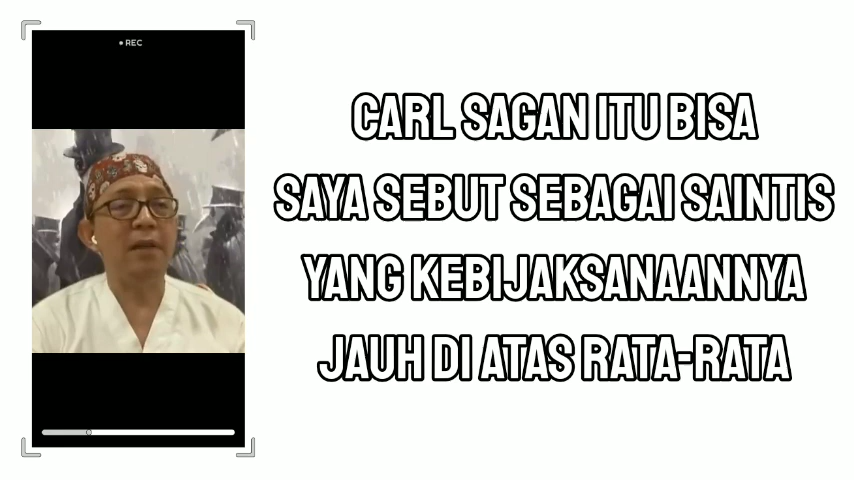 REC
CARL SAGAN ITU BISA
SAYA SEBUT SEBAGAI SAINTIS
YANG KEBIJAKSANAANNYA
JAUH DI ATAS RATA-RATA